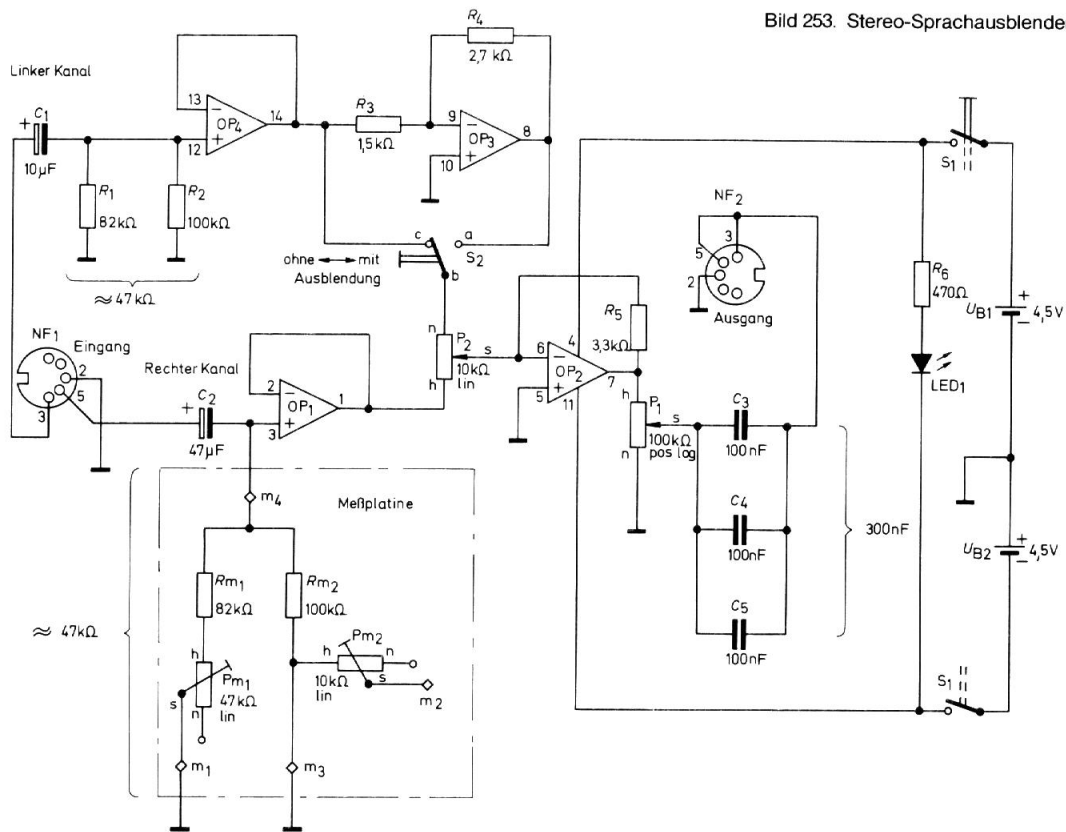 Bild 253. Stereo-Sprachausblende
Linker Kanal
C1
+
10µF
R1
82kΩ
R2
100kΩ
≈ 47kΩ
13
−
OP4
14
+
12
R3
1,5kΩ
R4
2,7 kΩ
9
−
OP3
8
+
10
c
a
S2
ohne ↔ mit
Ausblendung
b
NF1
Eingang
2
5
3
Rechter Kanal
C2
+
47µF
2
−
OP1
1
+
3
n
P2
s
10kΩ
lin
h
R5
3,3kΩ
4
6
−
OP2
7
+
5
11
h
P1
s
100kΩ
pos log
n
C3
100nF
C4
100nF
C5
100nF
300nF
NF2
5
3
2
Ausgang
S1
R6
470Ω
LED1
UB1
+
−
4,5V
UB2
+
−
4,5V
S1
m4
Meßplatine
Rm1
82kΩ
Rm2
100kΩ
≈ 47kΩ
h
Pm1
47kΩ
lin
s
n
Pm2
h
n
10kΩ
lin
s
m2
m1
m3